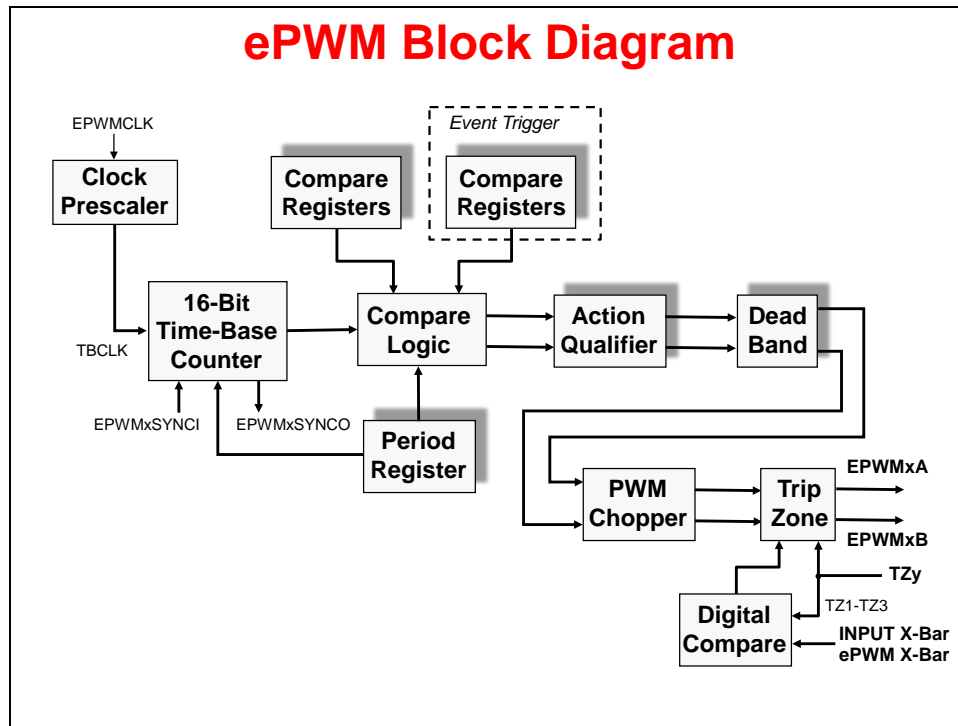 ePWM Block Diagram
EPWMCLK
Clock
Prescaler
Compare
Registers
Event Trigger
Compare
Registers
TBCLK
16-Bit
Time-Base
Counter
Compare
Logic
Action
Qualifier
Dead
Band
EPWMxSYNCI
EPWMxSYNCO
Period
Register
PWM
Chopper
Trip
Zone
EPWMxA
EPWMxB
TZy
TZ1-TZ3
Digital
Compare
INPUT X-Bar
ePWM X-Bar